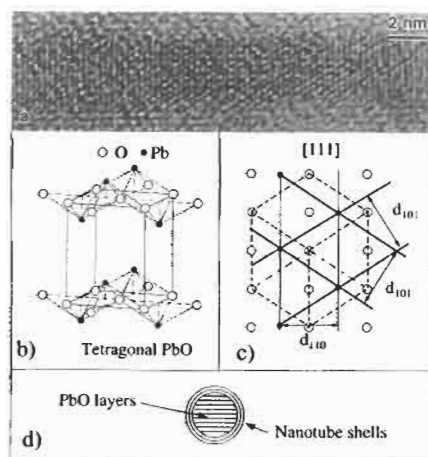 2 nm
a
O Pb
b) Tetragonal PbO
[111]
d101
d101
d110
c)
PbO layers
Nanotube shells
d)